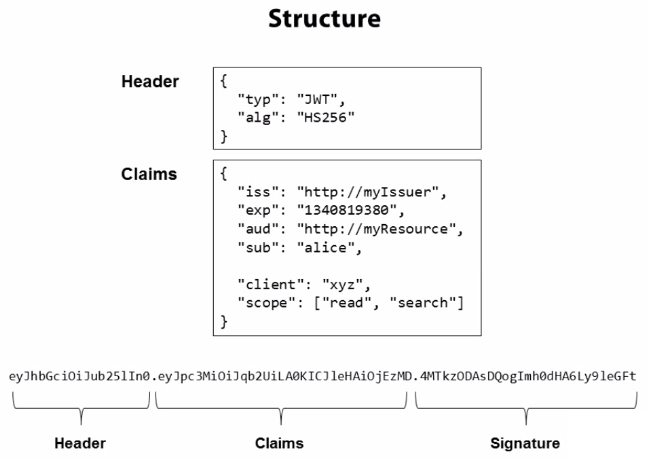 Structure
Header
{
"typ": "JWT",
"alg": "HS256"
}
Claims
{
"iss": "http://myIssuer",
"exp": "1340819380",
"aud": "http://myResource",
"sub": "alice",
"client": "xyz",
"scope": ["read", "search"]
}
eyJhbGciOiJub25lIn0.eyJpc3MiOiJqb2UiLA0KICJleHAiOjEzMD.4MTkzODAsDQogImh0dHA6Ly9leGFt
Header Claims Signature